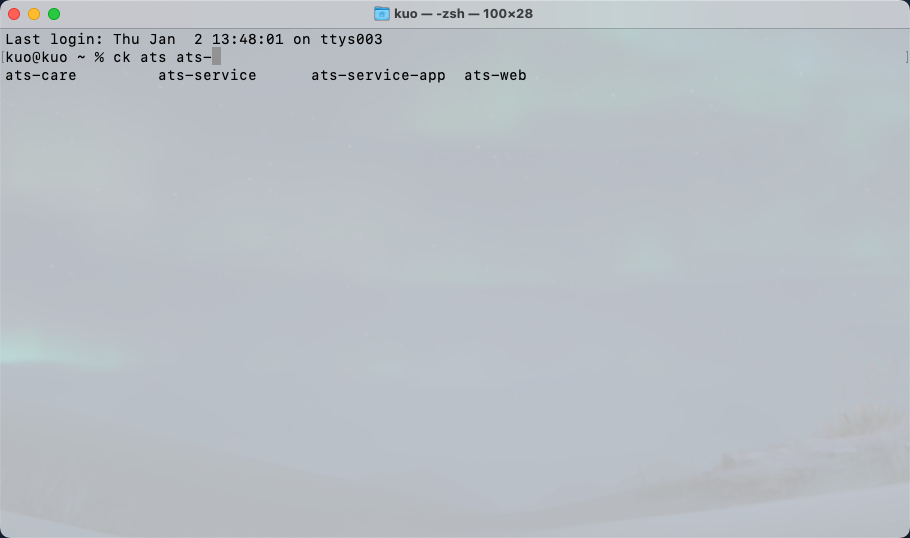 kuo — -zsh — 100×28
Last login: Thu Jan  2 13:48:01 on ttys003
[kuo@kuo ~ % ck ats ats- ]
ats-care         ats-service      ats-service-app  ats-web